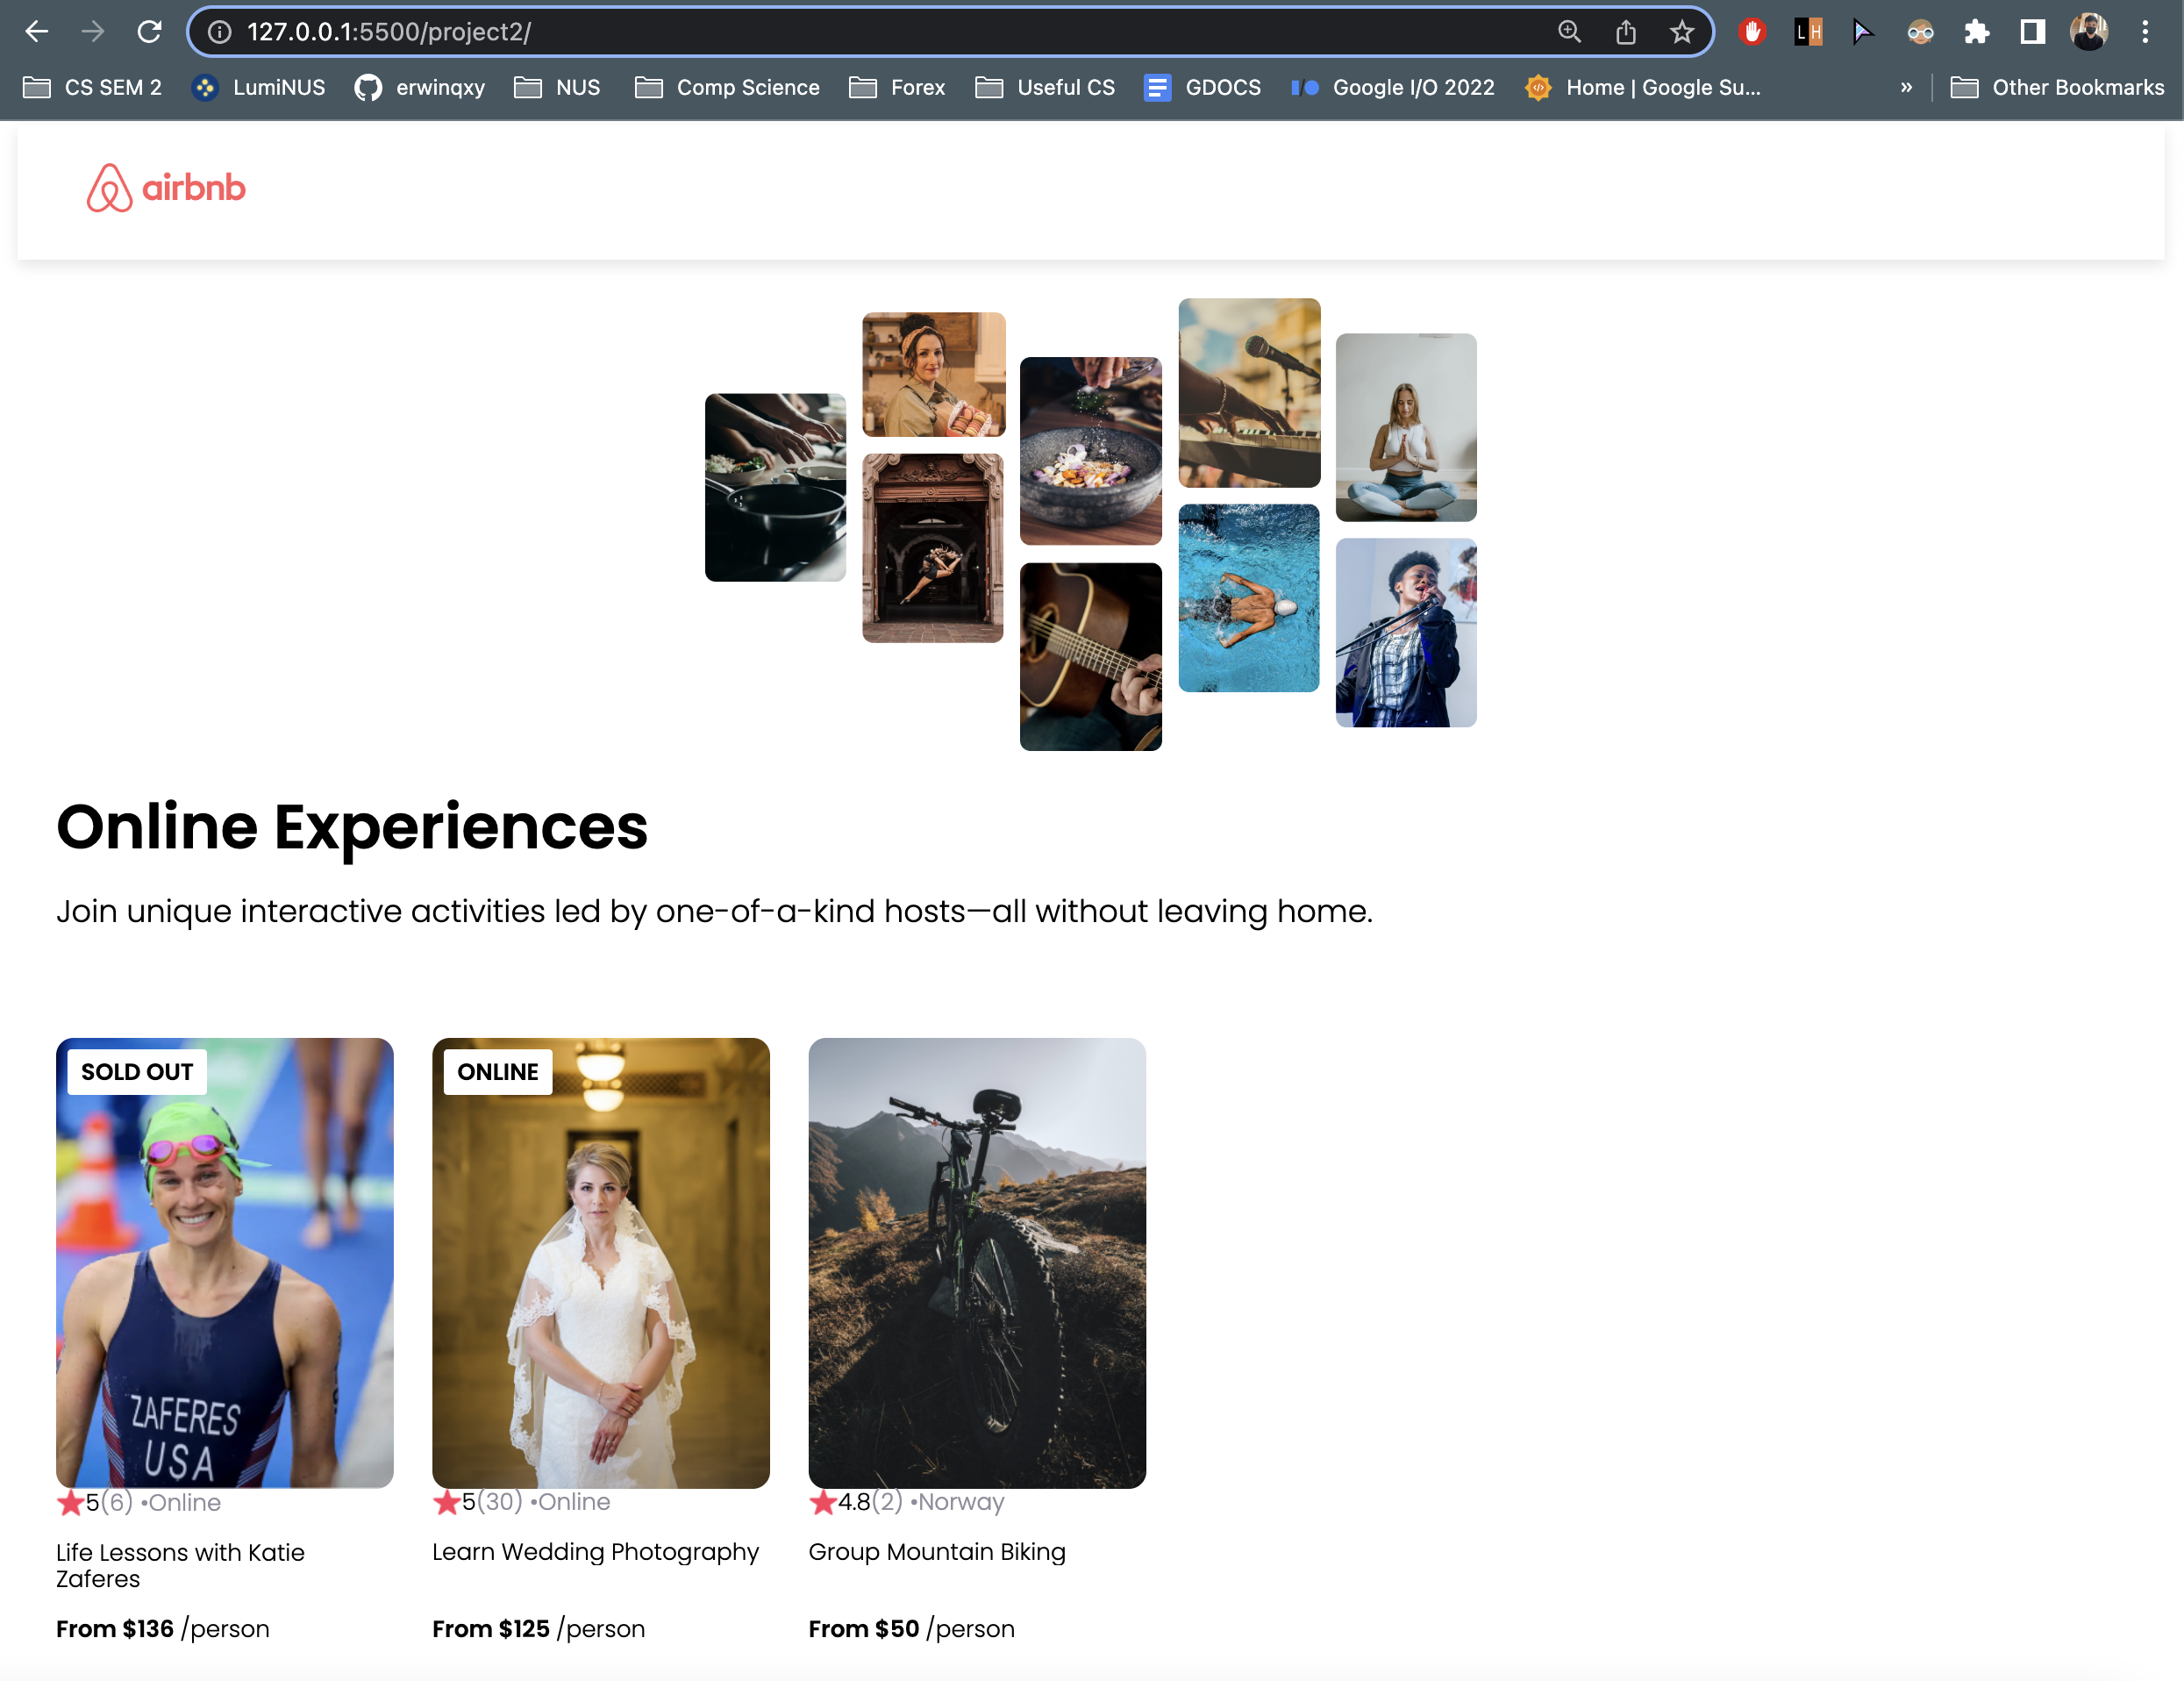 127.0.0.1:5500/project2/
CS SEM 2 LumiNUS erwinqxy NUS Comp Science Forex Useful CS GDOCS Google I/O 2022 Home | Google Su... » Other Bookmarks
airbnb
Online Experiences
Join unique interactive activities led by one-of-a-kind hosts—all without leaving home.
SOLD OUT
ZAFERES
USA
5(6) •Online
Life Lessons with Katie
Zaferes
From $136 /person
ONLINE
5(30) •Online
Learn Wedding Photography
From $125 /person
4.8(2) •Norway
Group Mountain Biking
From $50 /person